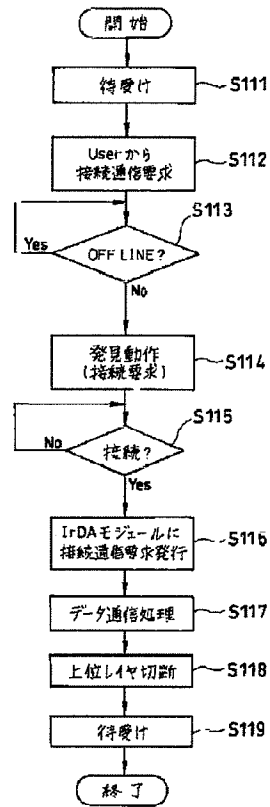 開始
待受け
S111
Userから
接続通信要求
S112
S113
OFF LINE?
Yes
No
発見動作
(接続要求)
S114
S115
接続?
No
Yes
IrDAモジュールに
接続通信要求発行
S116
データ通信処理
S117
上位レイヤ切断
S118
待受け
S119
終了